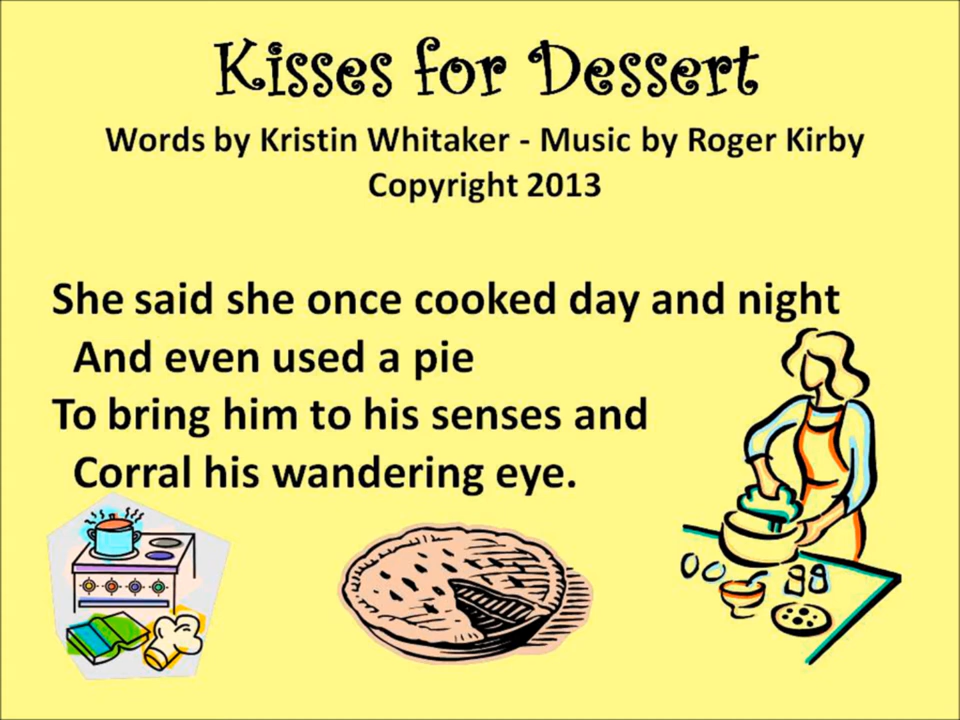 Kisses for Dessert
Words by Kristin Whitaker - Music by Roger Kirby
Copyright 2013
She said she once cooked day and night
And even used a pie
To bring him to his senses and
Corral his wandering eye.